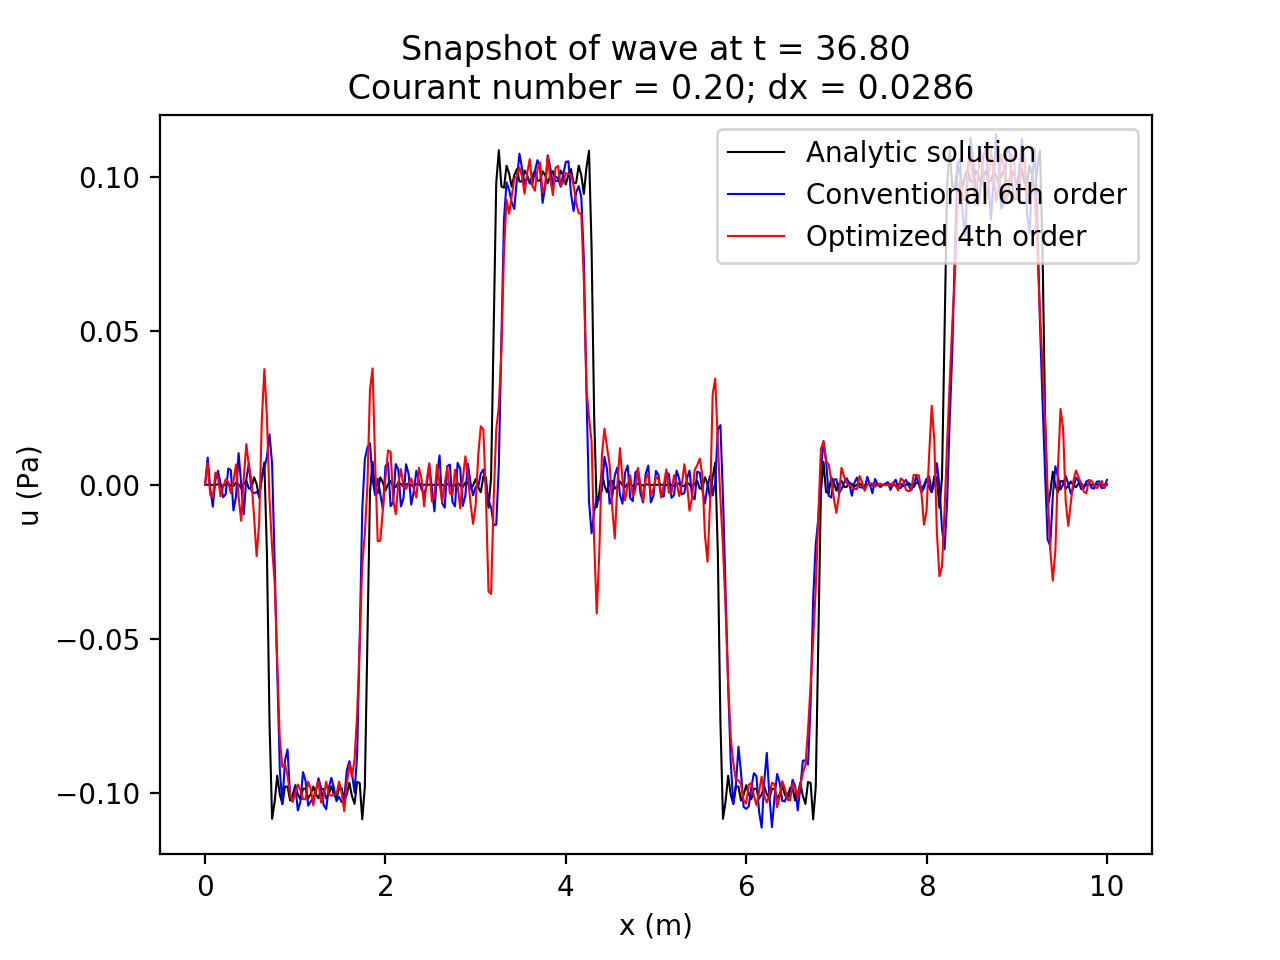 Snapshot of wave at t = 36.80
Courant number = 0.20; dx = 0.0286
Analytic solution
Conventional 6th order
Optimized 4th order
0.10
0.05
0.00
−0.05
−0.10
u (Pa)
0 2 4 6 8 10
x (m)